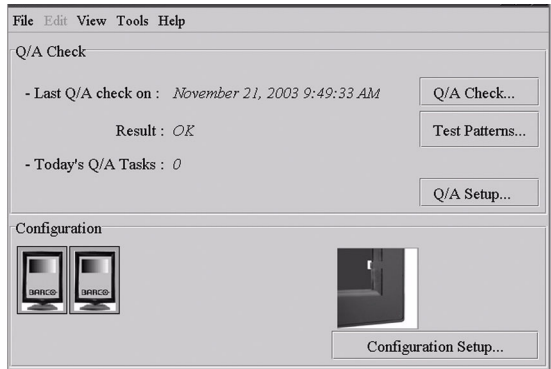 File Edit View Tools Help
Q/A Check
- Last Q/A check on : November 21, 2003 9:49:33 AM
Q/A Check...
Result : OK
Test Patterns...
- Today's Q/A Tasks : 0
Q/A Setup...
Configuration
BARCO BARCO
Configuration Setup...